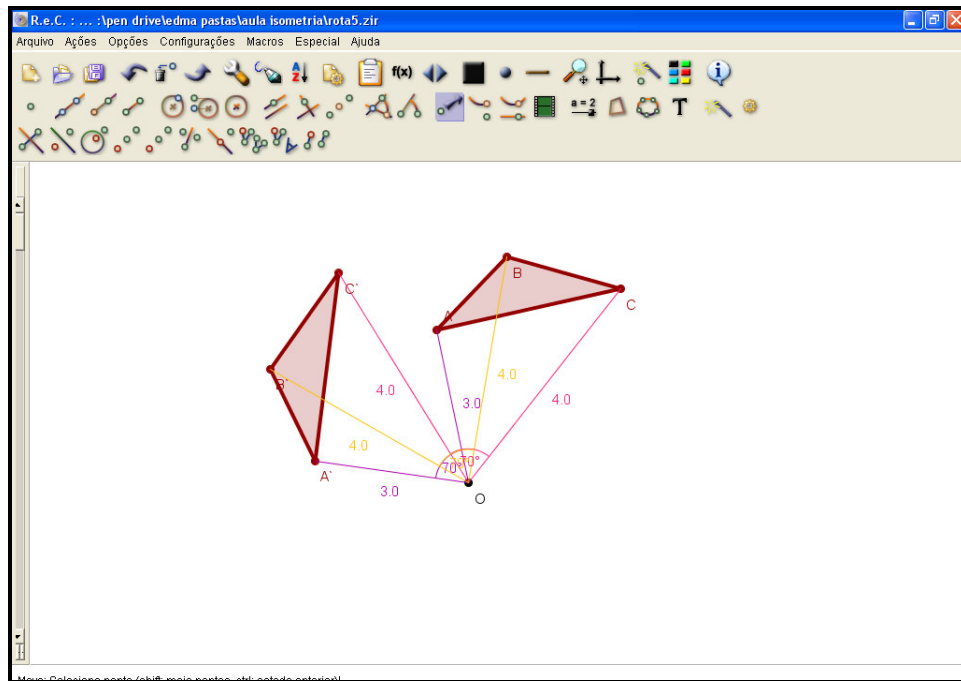 R.e.C. : ... :\pen drive\edma pastas\aula isometria\rota5.zir
Arquivo Ações Opções Configurações Macros Especial Ajuda
A Z f(x) i
a = 2 T
C`
B
C
A
B`
4.0
4.0
4.0
3.0
4.0
70° 70°
A`
3.0
O